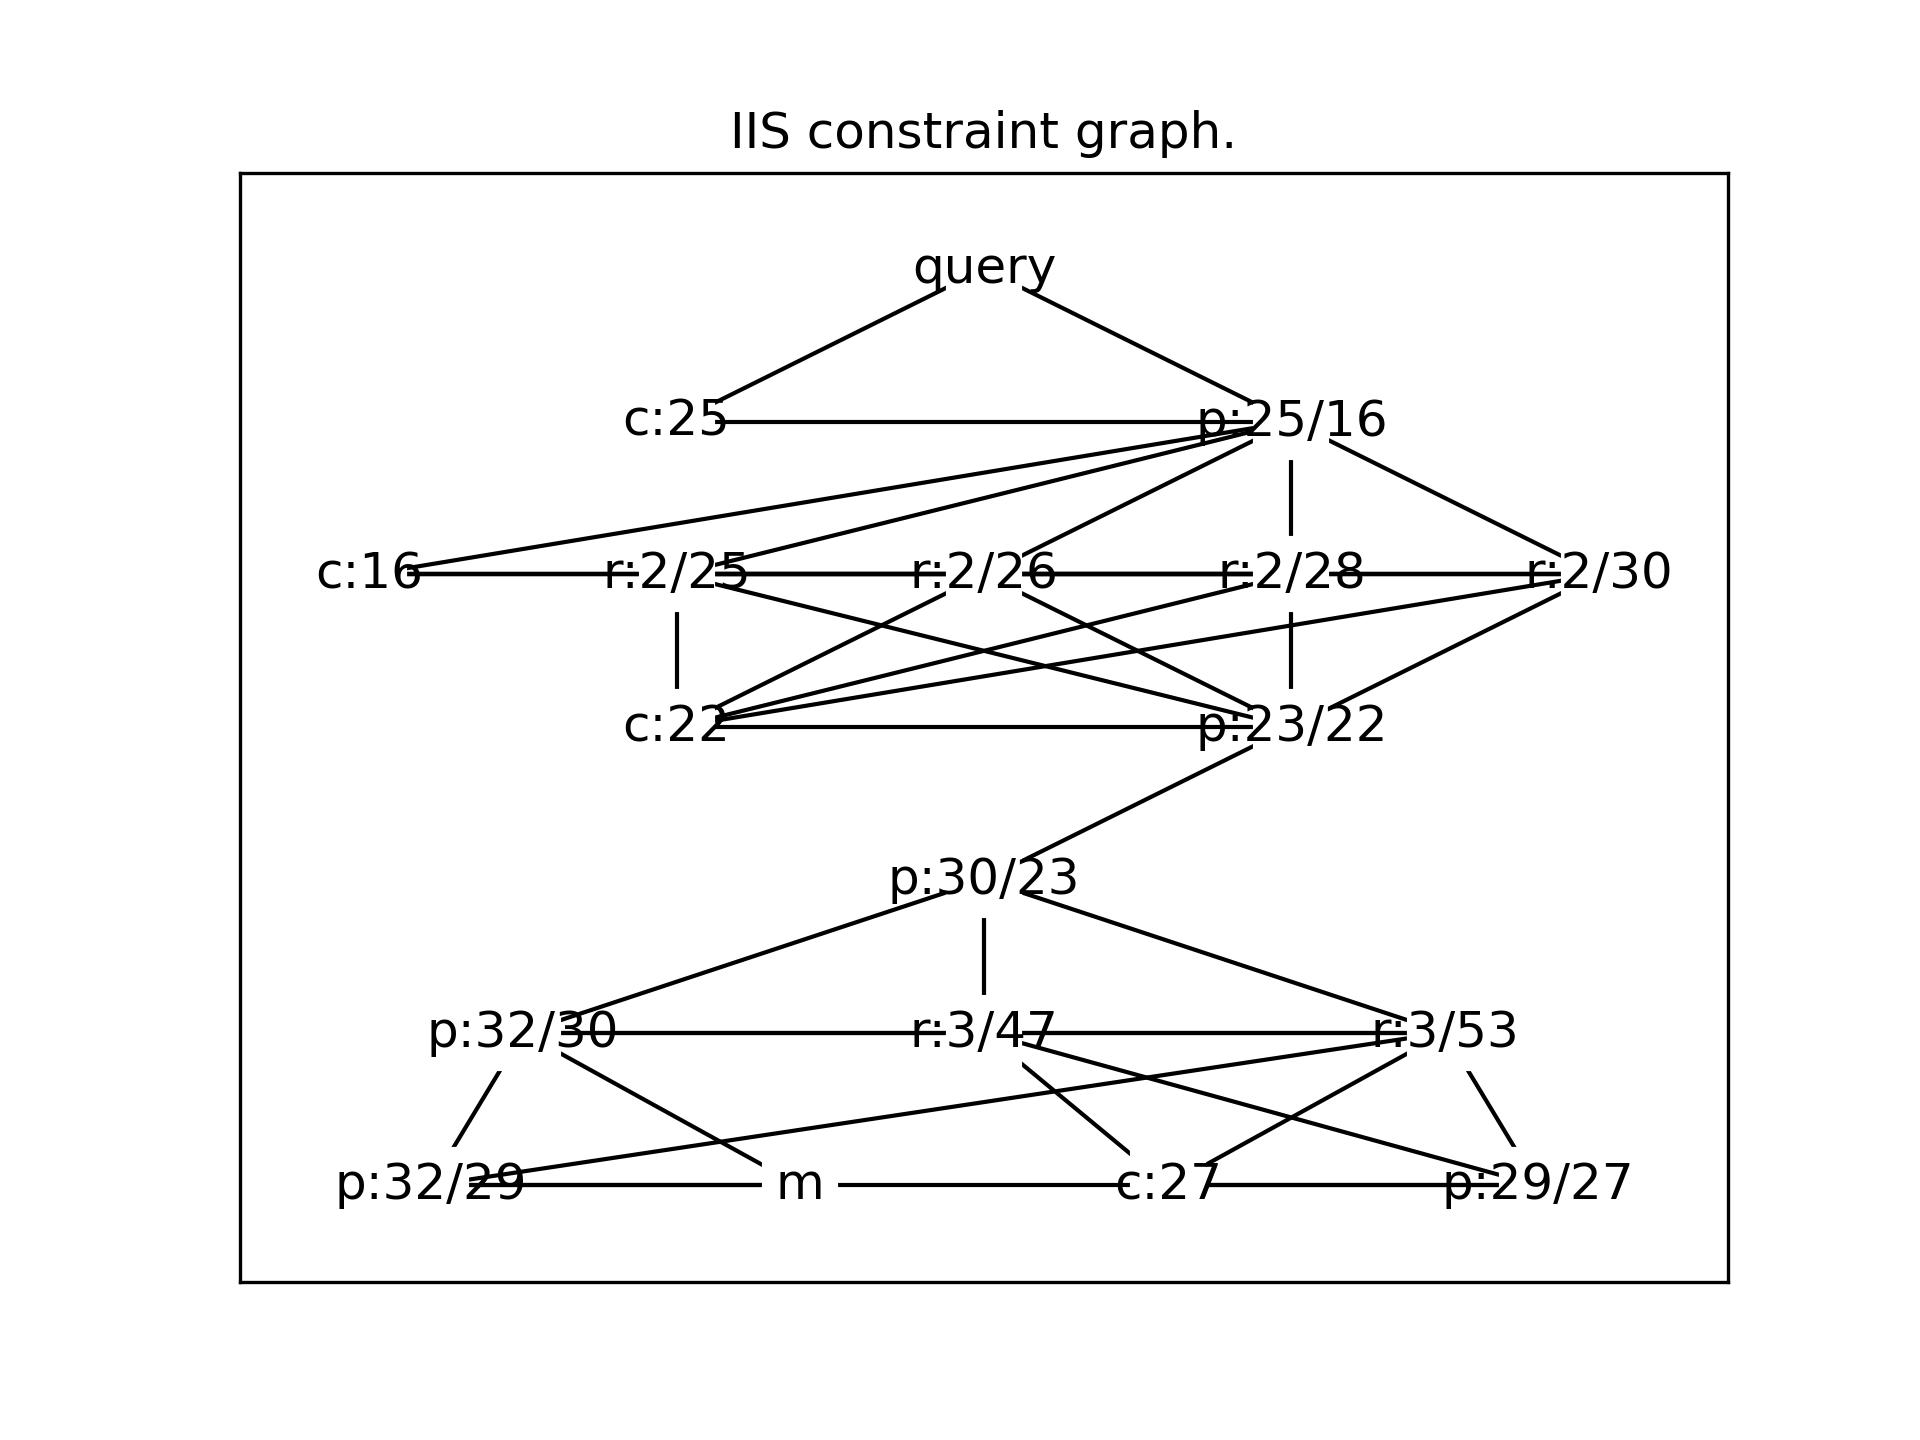 IIS constraint graph.
query
c:25 p:25/16
c:16 r:2/25 r:2/26 r:2/28 r:2/30
c:22 p:23/22
p:30/23
p:32/30 r:3/47 r:3/53
p:32/29 m c:27 p:29/27